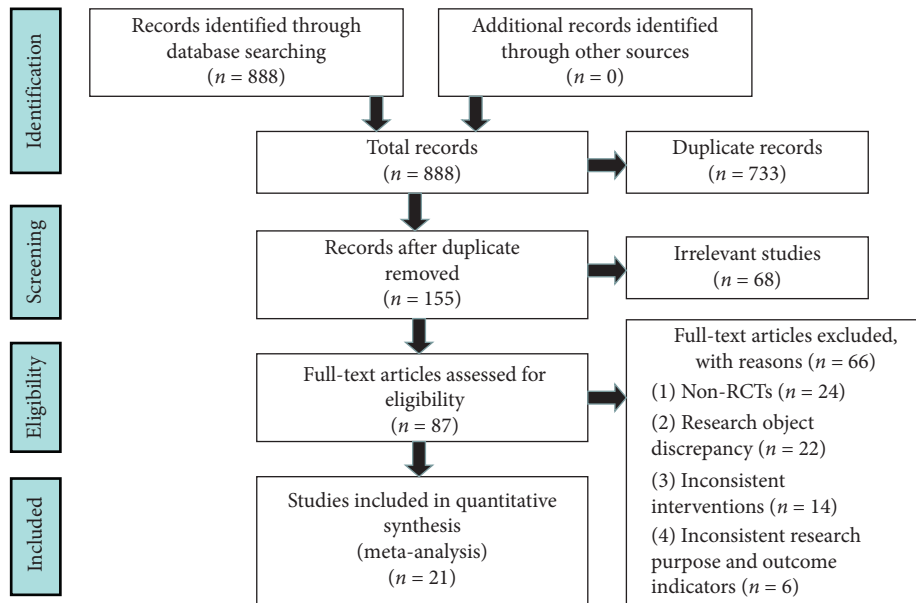 Identification
Records identified through
database searching
(n = 888)
Additional records identified
through other sources
(n = 0)
Total records
(n = 888)
Duplicate records
(n = 733)
Screening
Records after duplicate
removed
(n = 155)
Irrelevant studies
(n = 68)
Eligibility
Full-text articles assessed for
eligibility
(n = 87)
Full-text articles excluded,
with reasons (n = 66)
(1) Non-RCTs (n = 24)
(2) Research object
discrepancy (n = 22)
(3) Inconsistent
interventions (n = 14)
(4) Inconsistent research
purpose and outcome
indicators (n = 6)
Included
Studies included in quantitative
synthesis
(meta-analysis)
(n = 21)